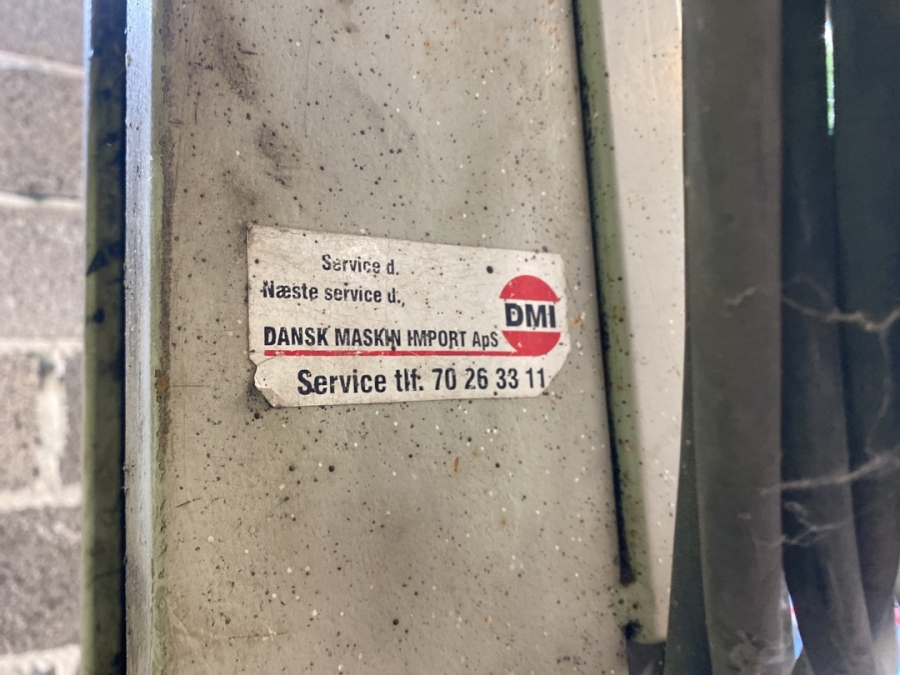 Service d.
Næste service d.,
DMI
DANSK MASKIN IMPORT ApS
Service tlf. 70 26 33 11